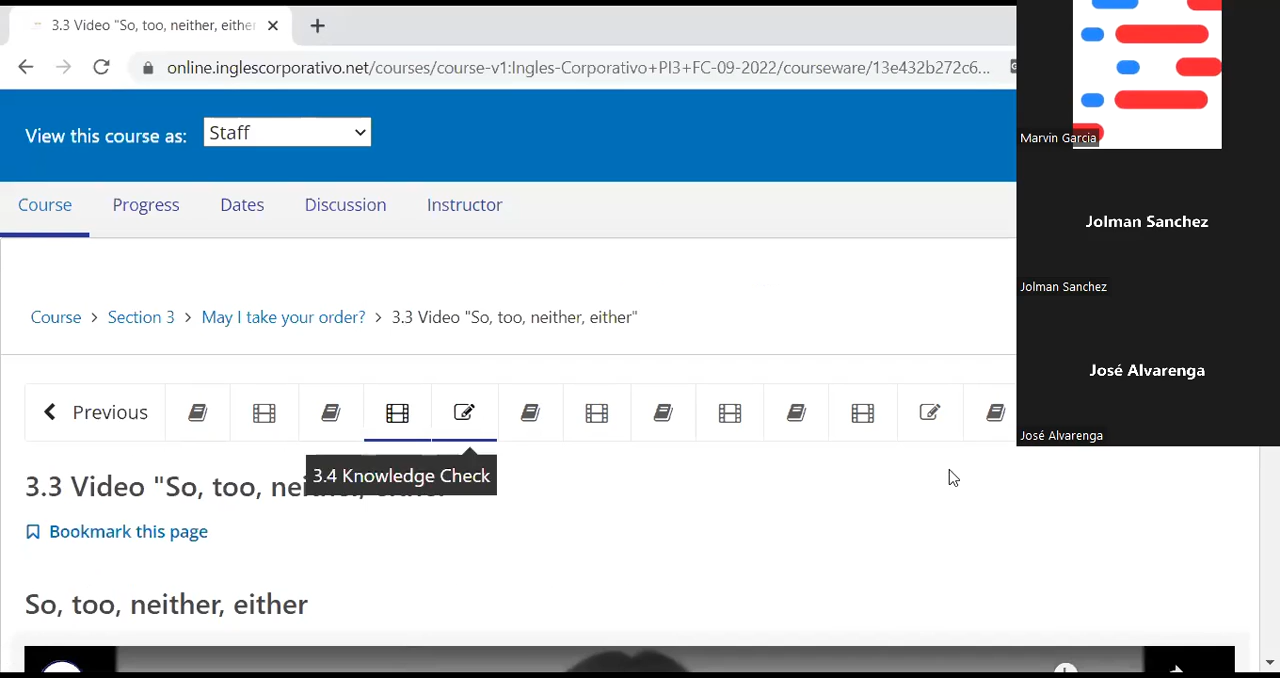 3.3 Video "So, too, neither, either
online.inglescorporativo.net/courses/course-v1:Ingles-Corporativo+PI3+FC-09-2022/courseware/13e432b272c6...
View this course as:
Staff
Course
Progress
Dates
Discussion
Instructor
Course > Section 3 > May I take your order? > 3.3 Video "So, too, neither, either"
Previous
3.4 Knowledge Check
3.3 Video "So, too,
Bookmark this page
So, too, neither, either
Marvin Garcia
Jolman Sanchez
Jolman Sanchez
José Alvarenga
José Alvarenga